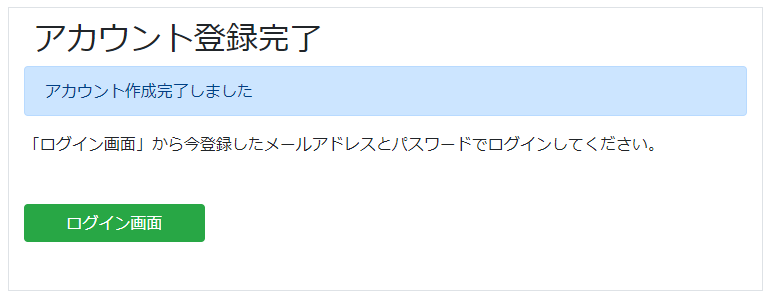 アカウント登録完了
アカウント作成完了しました
「ログイン画面」から今登録したメールアドレスとパスワードでログインしてください。
ログイン画面